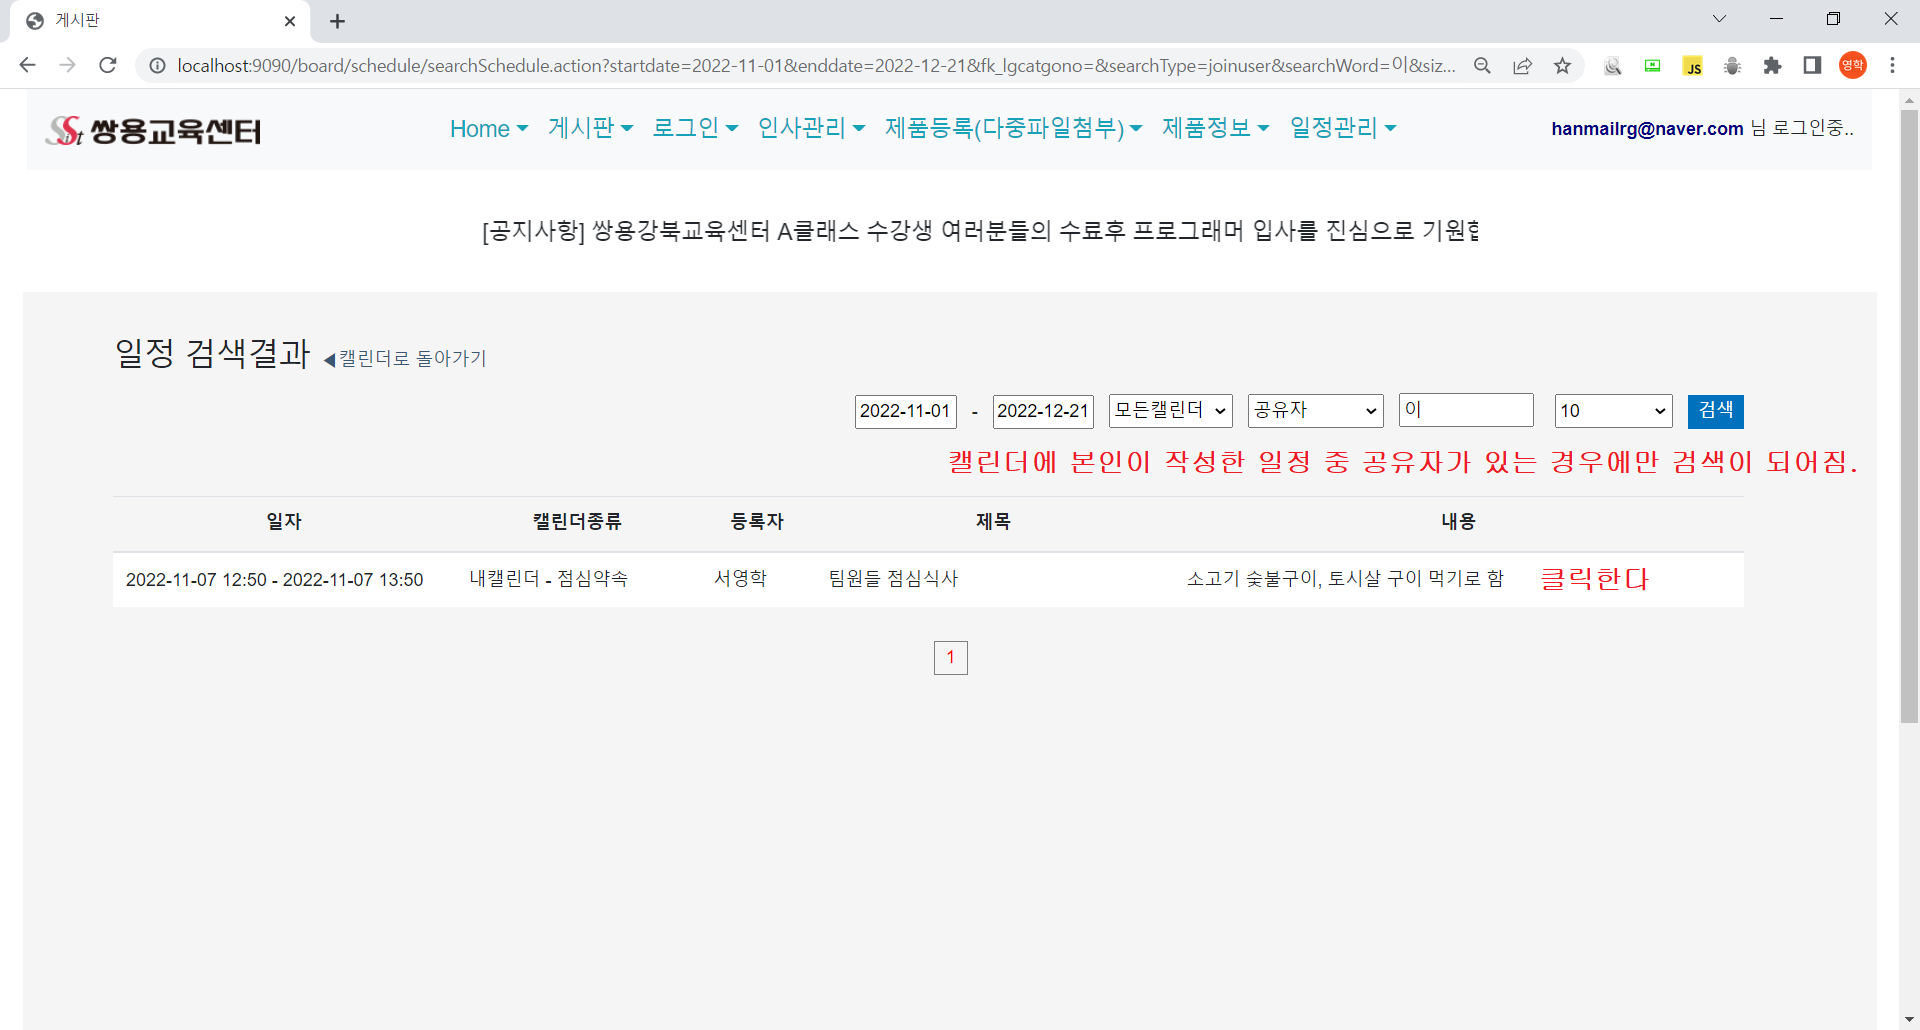 게시판
localhost:9090/board/schedule/searchSchedule.action?startdate=2022-11-01&enddate=2022-12-21&fk_lgcatgono=&searchType=joinuser&searchWord=이&siz...
JS
영학
Sist 쌍용교육센터
Home 게시판 로그인 인사관리 제품등록(다중파일첨부) 제품정보 일정관리
hanmailrg@naver.com 님 로그인중..
[공지사항] 쌍용강북교육센터 A클래스 수강생 여러분들의 수료후 프로그래머 입사를 진심으로 기원합
일정 검색결과 ◀캘린더로 돌아가기
2022-11-01 - 2022-12-21 모든캘린더 공유자 이 10 검색
캘린더에 본인이 작성한 일정 중 공유자가 있는 경우에만 검색이 되어짐.
일자 캘린더종류 등록자 제목 내용
2022-11-07 12:50 - 2022-11-07 13:50 내캘린더 - 점심약속 서영학 팀원들 점심식사 소고기 숯불구이, 토시살 구이 먹기로 함 클릭한다
1